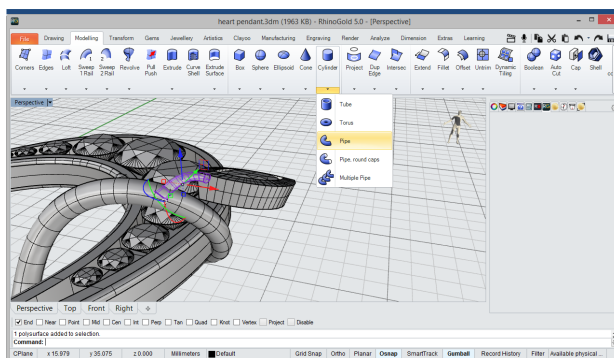 heart pendant.3dm (1963 KB) - RhinoGold 5.0 - [Perspective]
File Drawing Modelling Transform Gems Jewellery Artistics Clayoo Manufacturing Engraving Render Analyze Dimension Extras Learning
Corners Edges Loft Sweep 1 Rail Sweep 2 Rail Revolve Pull Push Extrude Curve Shell Extrude Surface Box Sphere Ellipsoid Cone Cylinder Project Dup Edge Intersec Extend Fillet Offset Untrim Dynamic Tiling Boolean Auto Cut Cap Shell
Perspective
Tube
Torus
Pipe
Pipe, round caps
Multiple Pipe
Perspective Top Front Right
End Near Point Mid Cen Int Perp Tan Quad Knot Vertex Project Disable
1 polysurface added to selection.
Command:
CPlane x 15.979 y 35.075 z 0.000 Millimeters Default Grid Snap Ortho Planar Osnap SmartTrack Gumball Record History Filter Available physical ...